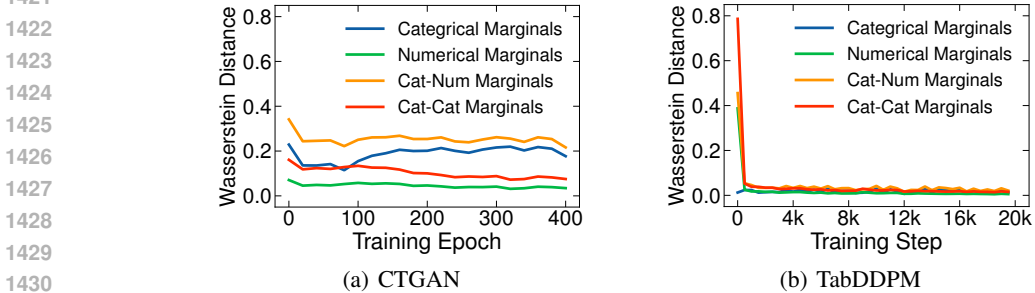 1421
1422
1423
1424
1425
1426
1427
1428
1429
1430
Wasserstein Distance
0.8
0.6
0.4
0.2
0.0
Categrical Marginals
Numerical Marginals
Cat-Num Marginals
Cat-Cat Marginals
0 100 200 300 400
Training Epoch
(a) CTGAN
Wasserstein Distance
0.8
0.6
0.4
0.2
0.0
Categrical Marginals
Numerical Marginals
Cat-Num Marginals
Cat-Cat Marginals
0 4k 8k 12k 16k 20k
Training Step
(b) TabDDPM